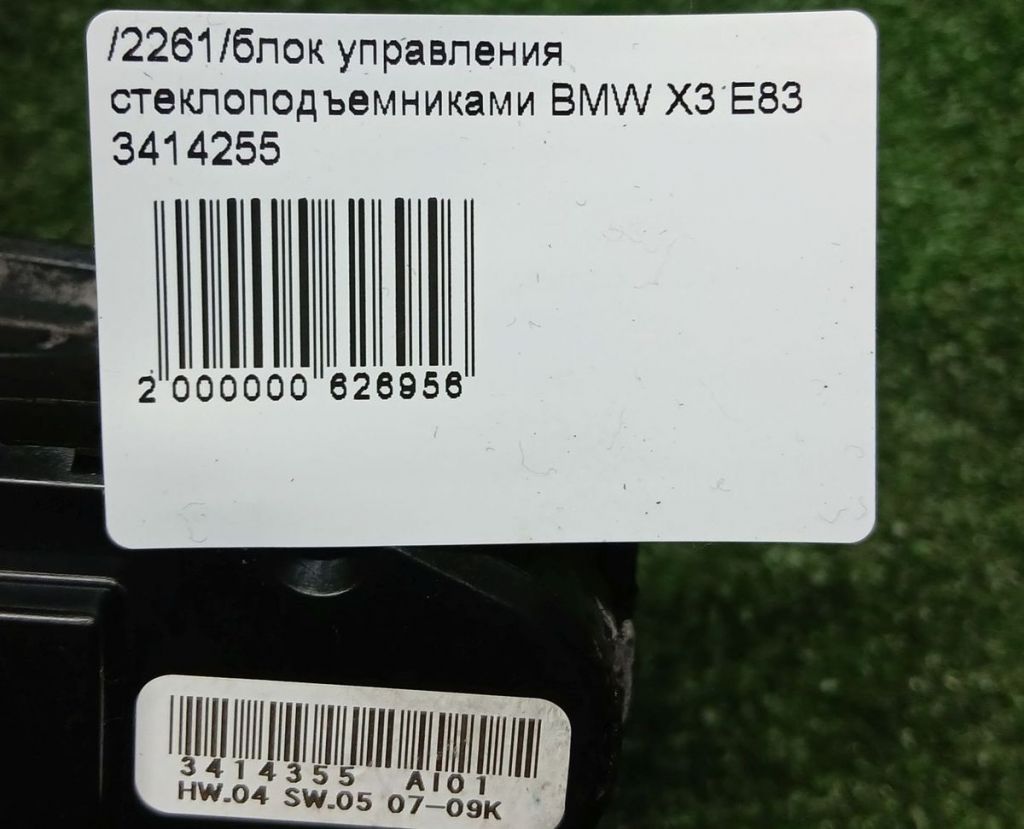 /2261/блок управления
стеклоподъемниками BMW X3 E83
3414255
2 000000 626956
3414355 AI01
HW.04 SW.05 07-09K